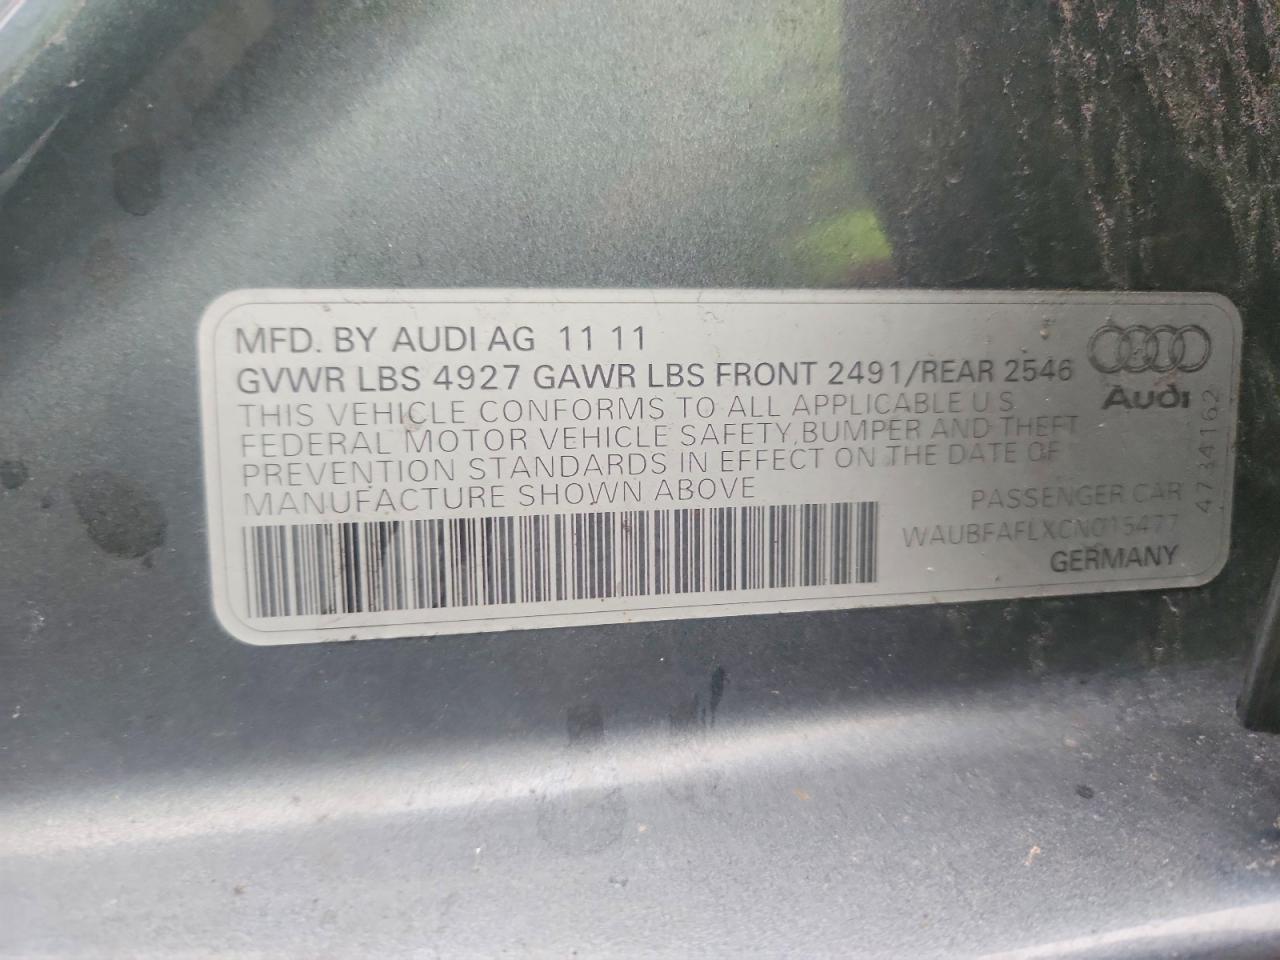 MFD. BY AUDI AG 11 11
GVWR LBS 4927 GAWR LBS FRONT 2491/REAR 2546
THIS VEHICLE CONFORMS TO ALL APPLICABLE U S
FEDERAL MOTOR VEHICLE SAFETY, BUMPER AND THEFT
PREVENTION STANDARDS IN EFFECT ON THE DATE OF
MANUFACTURE SHOWN ABOVE
Audi
PASSENGER CAR
WAUBFAFLXCN015477
GERMANY
4734162